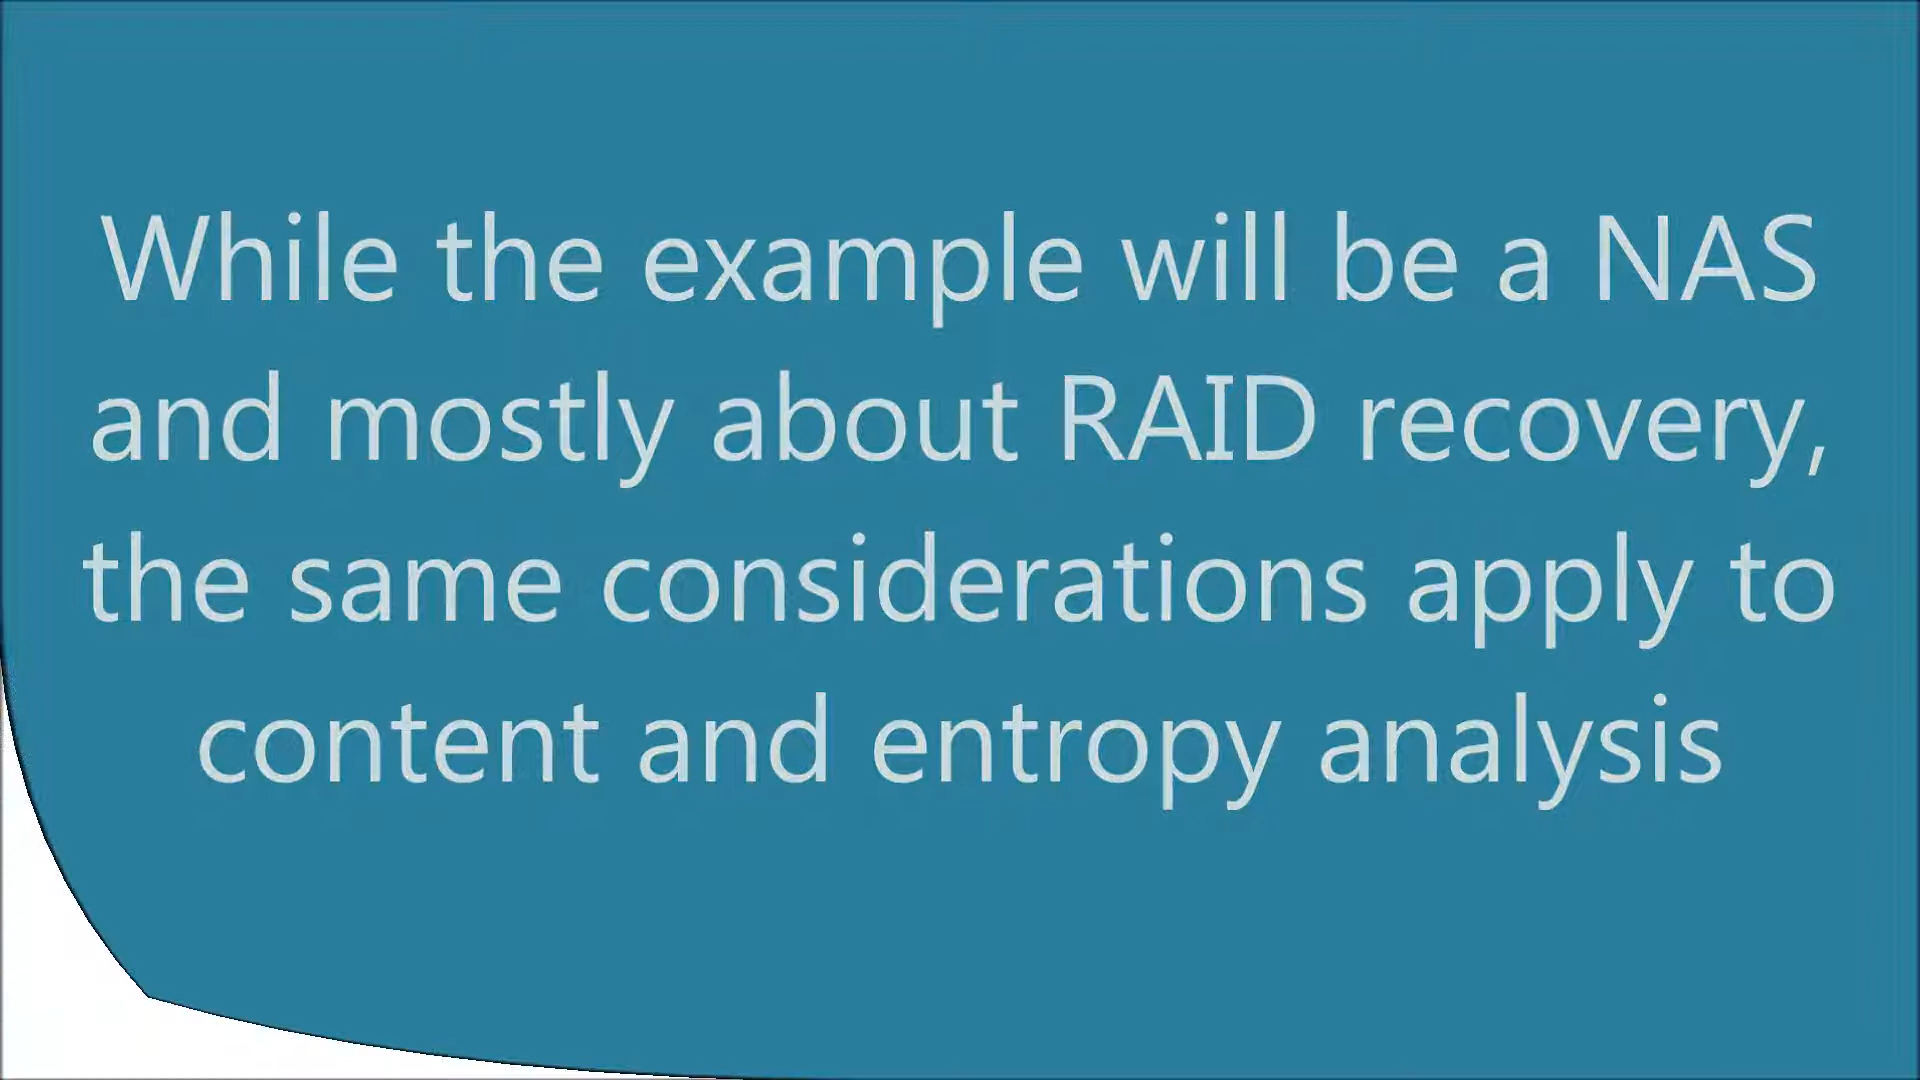 While the example will be a NAS
and mostly about RAID recovery,
the same considerations apply to
content and entropy analysis